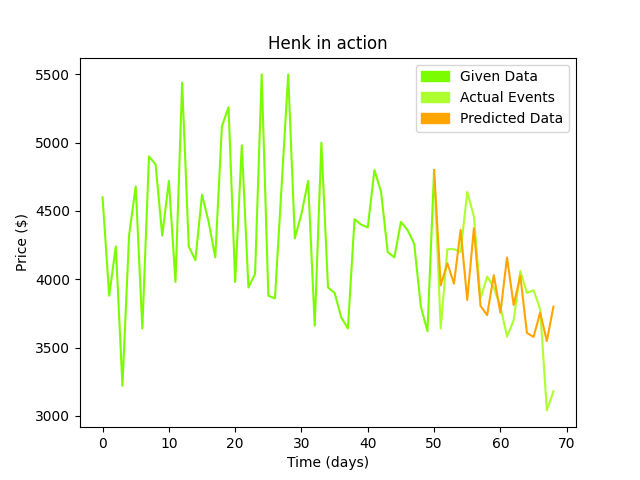 Henk in action
Given Data
Actual Events
Predicted Data
5500
5000
4500
4000
3500
3000
Price ($)
0 10 20 30 40 50 60 70
Time (days)